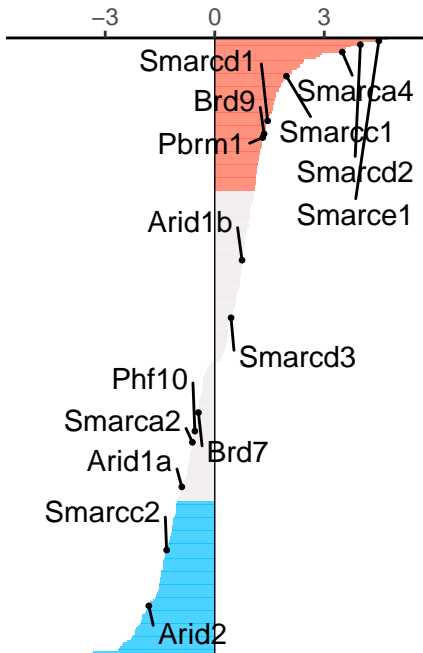 −3 0 3
Smarcd1
Smarca4
Brd9
Smarcc1
Pbrm1
Smarcd2
Smarce1
Arid1b
Smarcd3
Phf10
Smarca2
Brd7
Arid1a
Smarcc2
Arid2